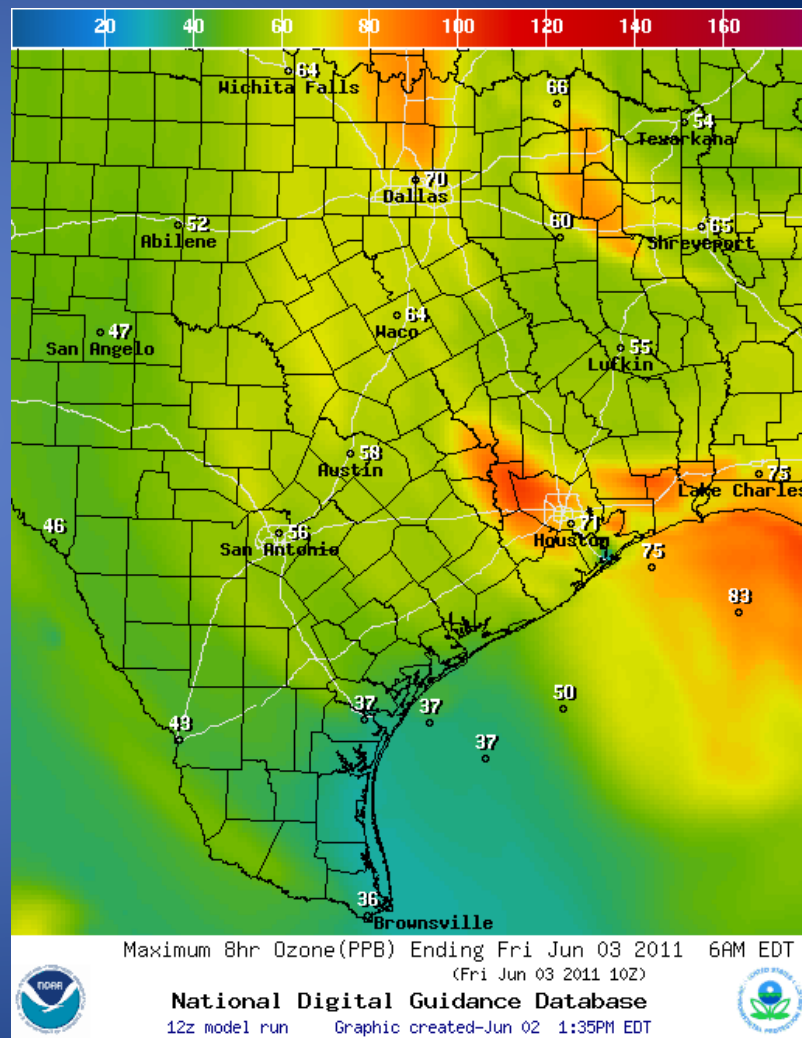 20 40 60 80 100 120 140 160
64
Wichita Falls
66
54
Texarkana
70
Dallas
52
Abilene
60
65
Shreveport
64
Waco
47
San Angelo
55
Lufkin
58
Austin
75
Lake Charles
56
San Antonio
71
Houston
46
75
83
50
37
37
37
43
36
Brownsville
Maximum 8hr Ozone(PPB) Ending Fri Jun 03 2011 6AM EDT
(Fri Jun 03 2011 10Z)
noaa
National Digital Guidance Database
12z model run Graphic created-Jun 02 1:35PM EDT